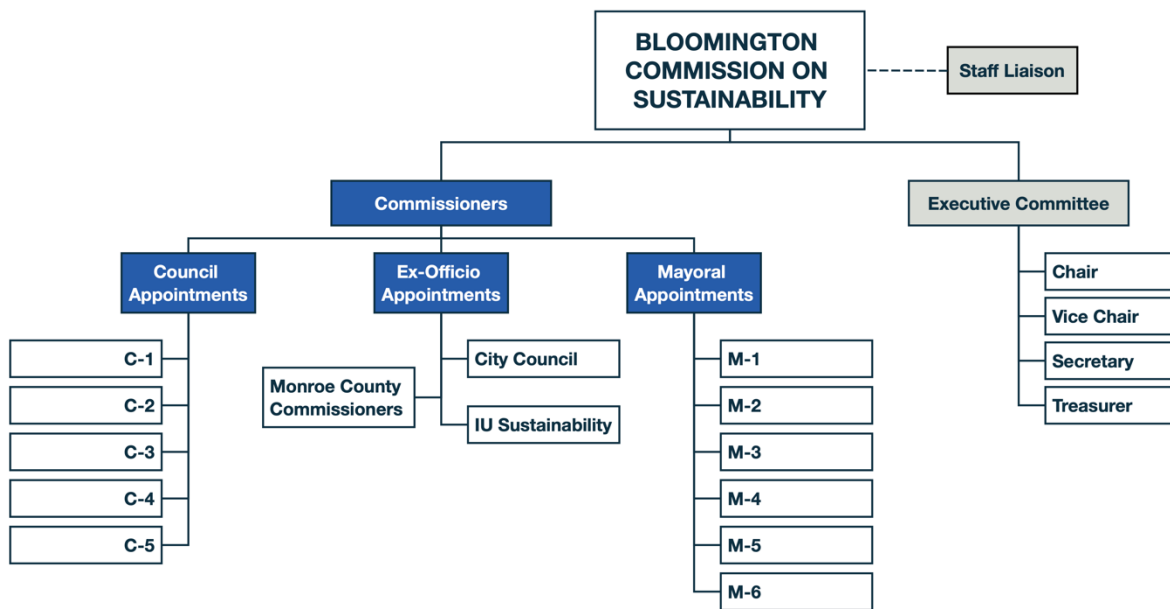 BLOOMINGTON
COMMISSION ON
SUSTAINABILITY
Staff Liaison
Commissioners
Executive Committee
Council
Appointments
Ex-Officio
Appointments
Mayoral
Appointments
C-1
C-2
C-3
C-4
C-5
Monroe County
Commissioners
City Council
IU Sustainability
M-1
M-2
M-3
M-4
M-5
M-6
Chair
Vice Chair
Secretary
Treasurer